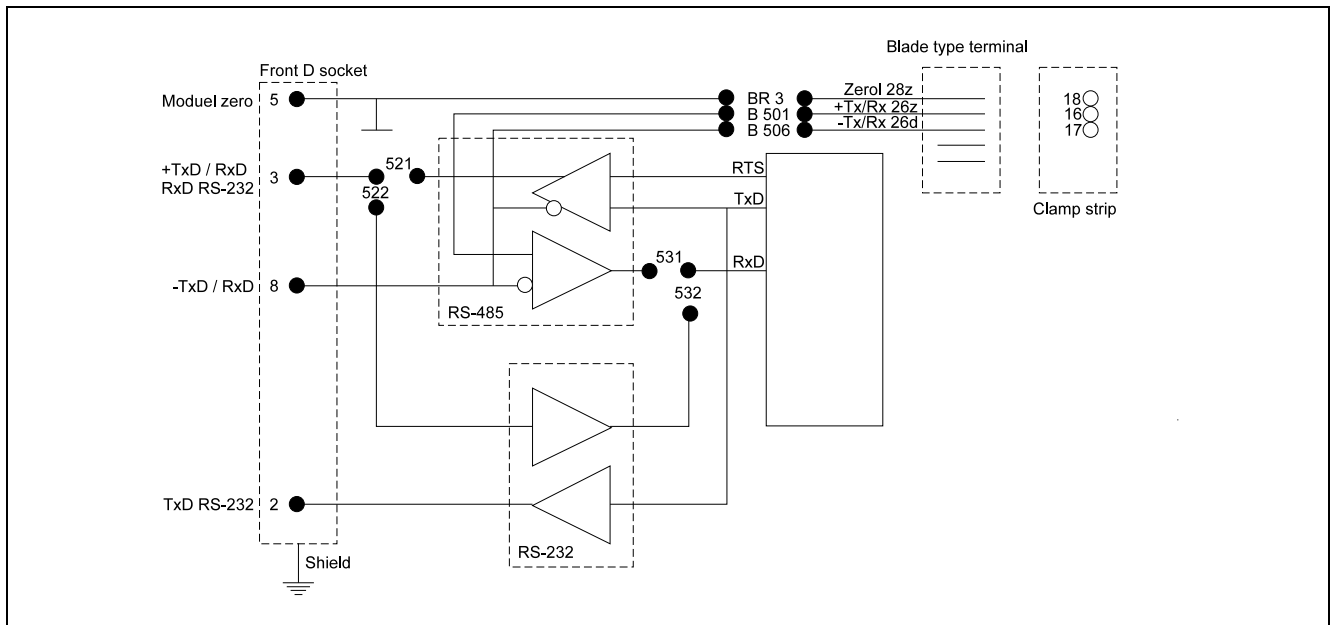 Blade type terminal
Front D socket
Moduel zero 5
BR 3
Zerol 28z
18
B 501
+Tx/Rx 26z
16
B 506
-Tx/Rx 26d
17
+TxD / RxD
RxD RS-232
3
521
522
RTS
TxD
Clamp strip
531
RxD
532
-TxD / RxD 8
RS-485
TxD RS-232 2
RS-232
Shield